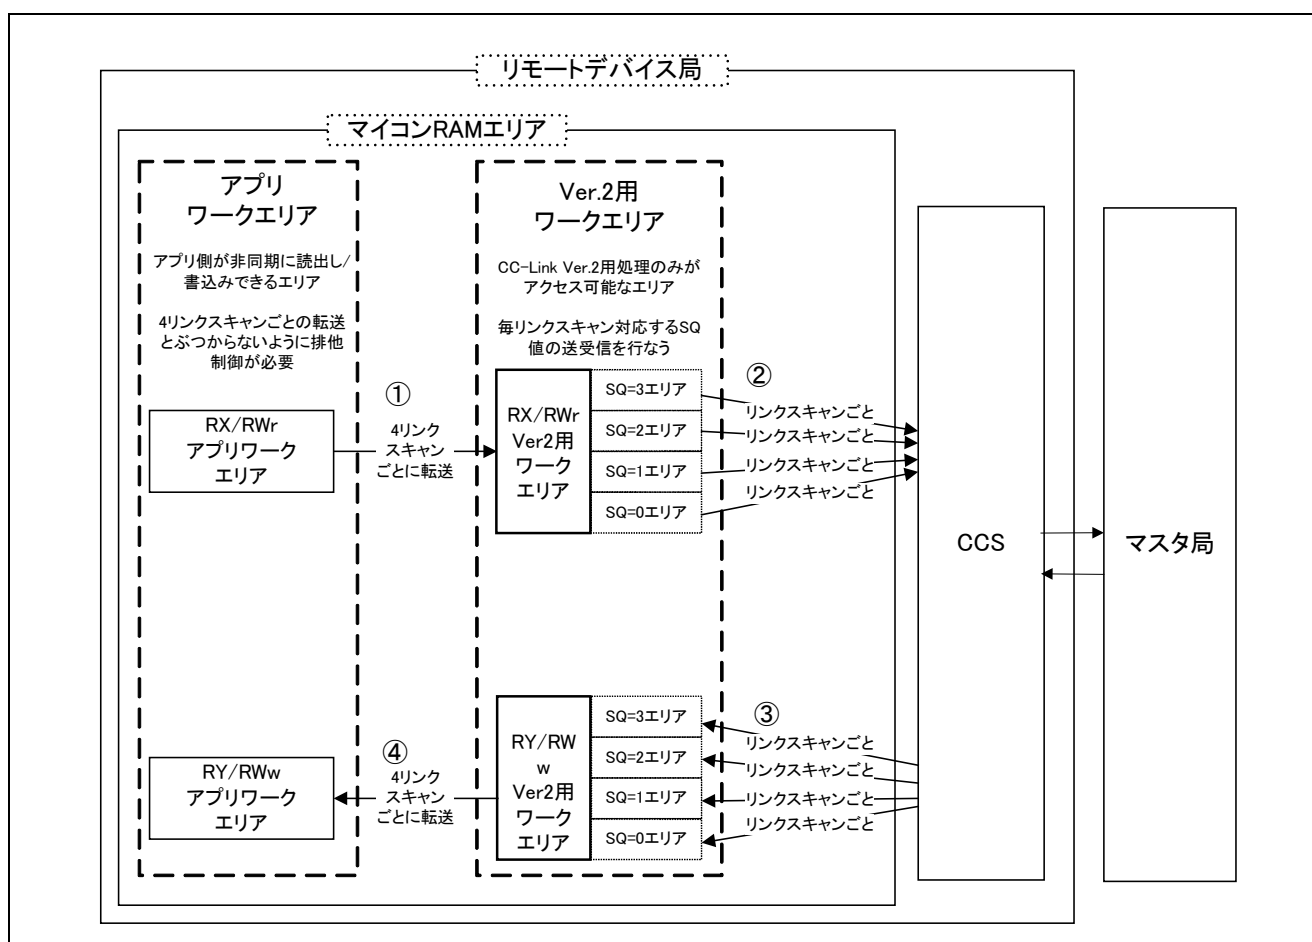 リモートデバイス局
マイコンRAMエリア
アプリ
ワークエリア
アプリ側が非同期に読出し/
書込みできるエリア
4リンクスキャンごとの転送
とぶつからないように排他
制御が必要
Ver.2用
ワークエリア
CC-Link Ver.2用処理のみが
アクセス可能なエリア
毎リンクスキャン対応するSQ
値の送受信を行なう
RX/RWr
アプリワーク
エリア
①
4リンク
スキャン
ごとに転送
RX/RWr
Ver2用
ワーク
エリア
SQ=3エリア
SQ=2エリア
SQ=1エリア
SQ=0エリア
②
リンクスキャンごと
リンクスキャンごと
リンクスキャンごと
リンクスキャンごと
CCS
マスタ局
RY/RWw
アプリワーク
エリア
④
4リンク
スキャン
ごとに転送
RY/RW
w
Ver2用
ワーク
エリア
SQ=3エリア
SQ=2エリア
SQ=1エリア
SQ=0エリア
③
リンクスキャンごと
リンクスキャンごと
リンクスキャンごと
リンクスキャンごと